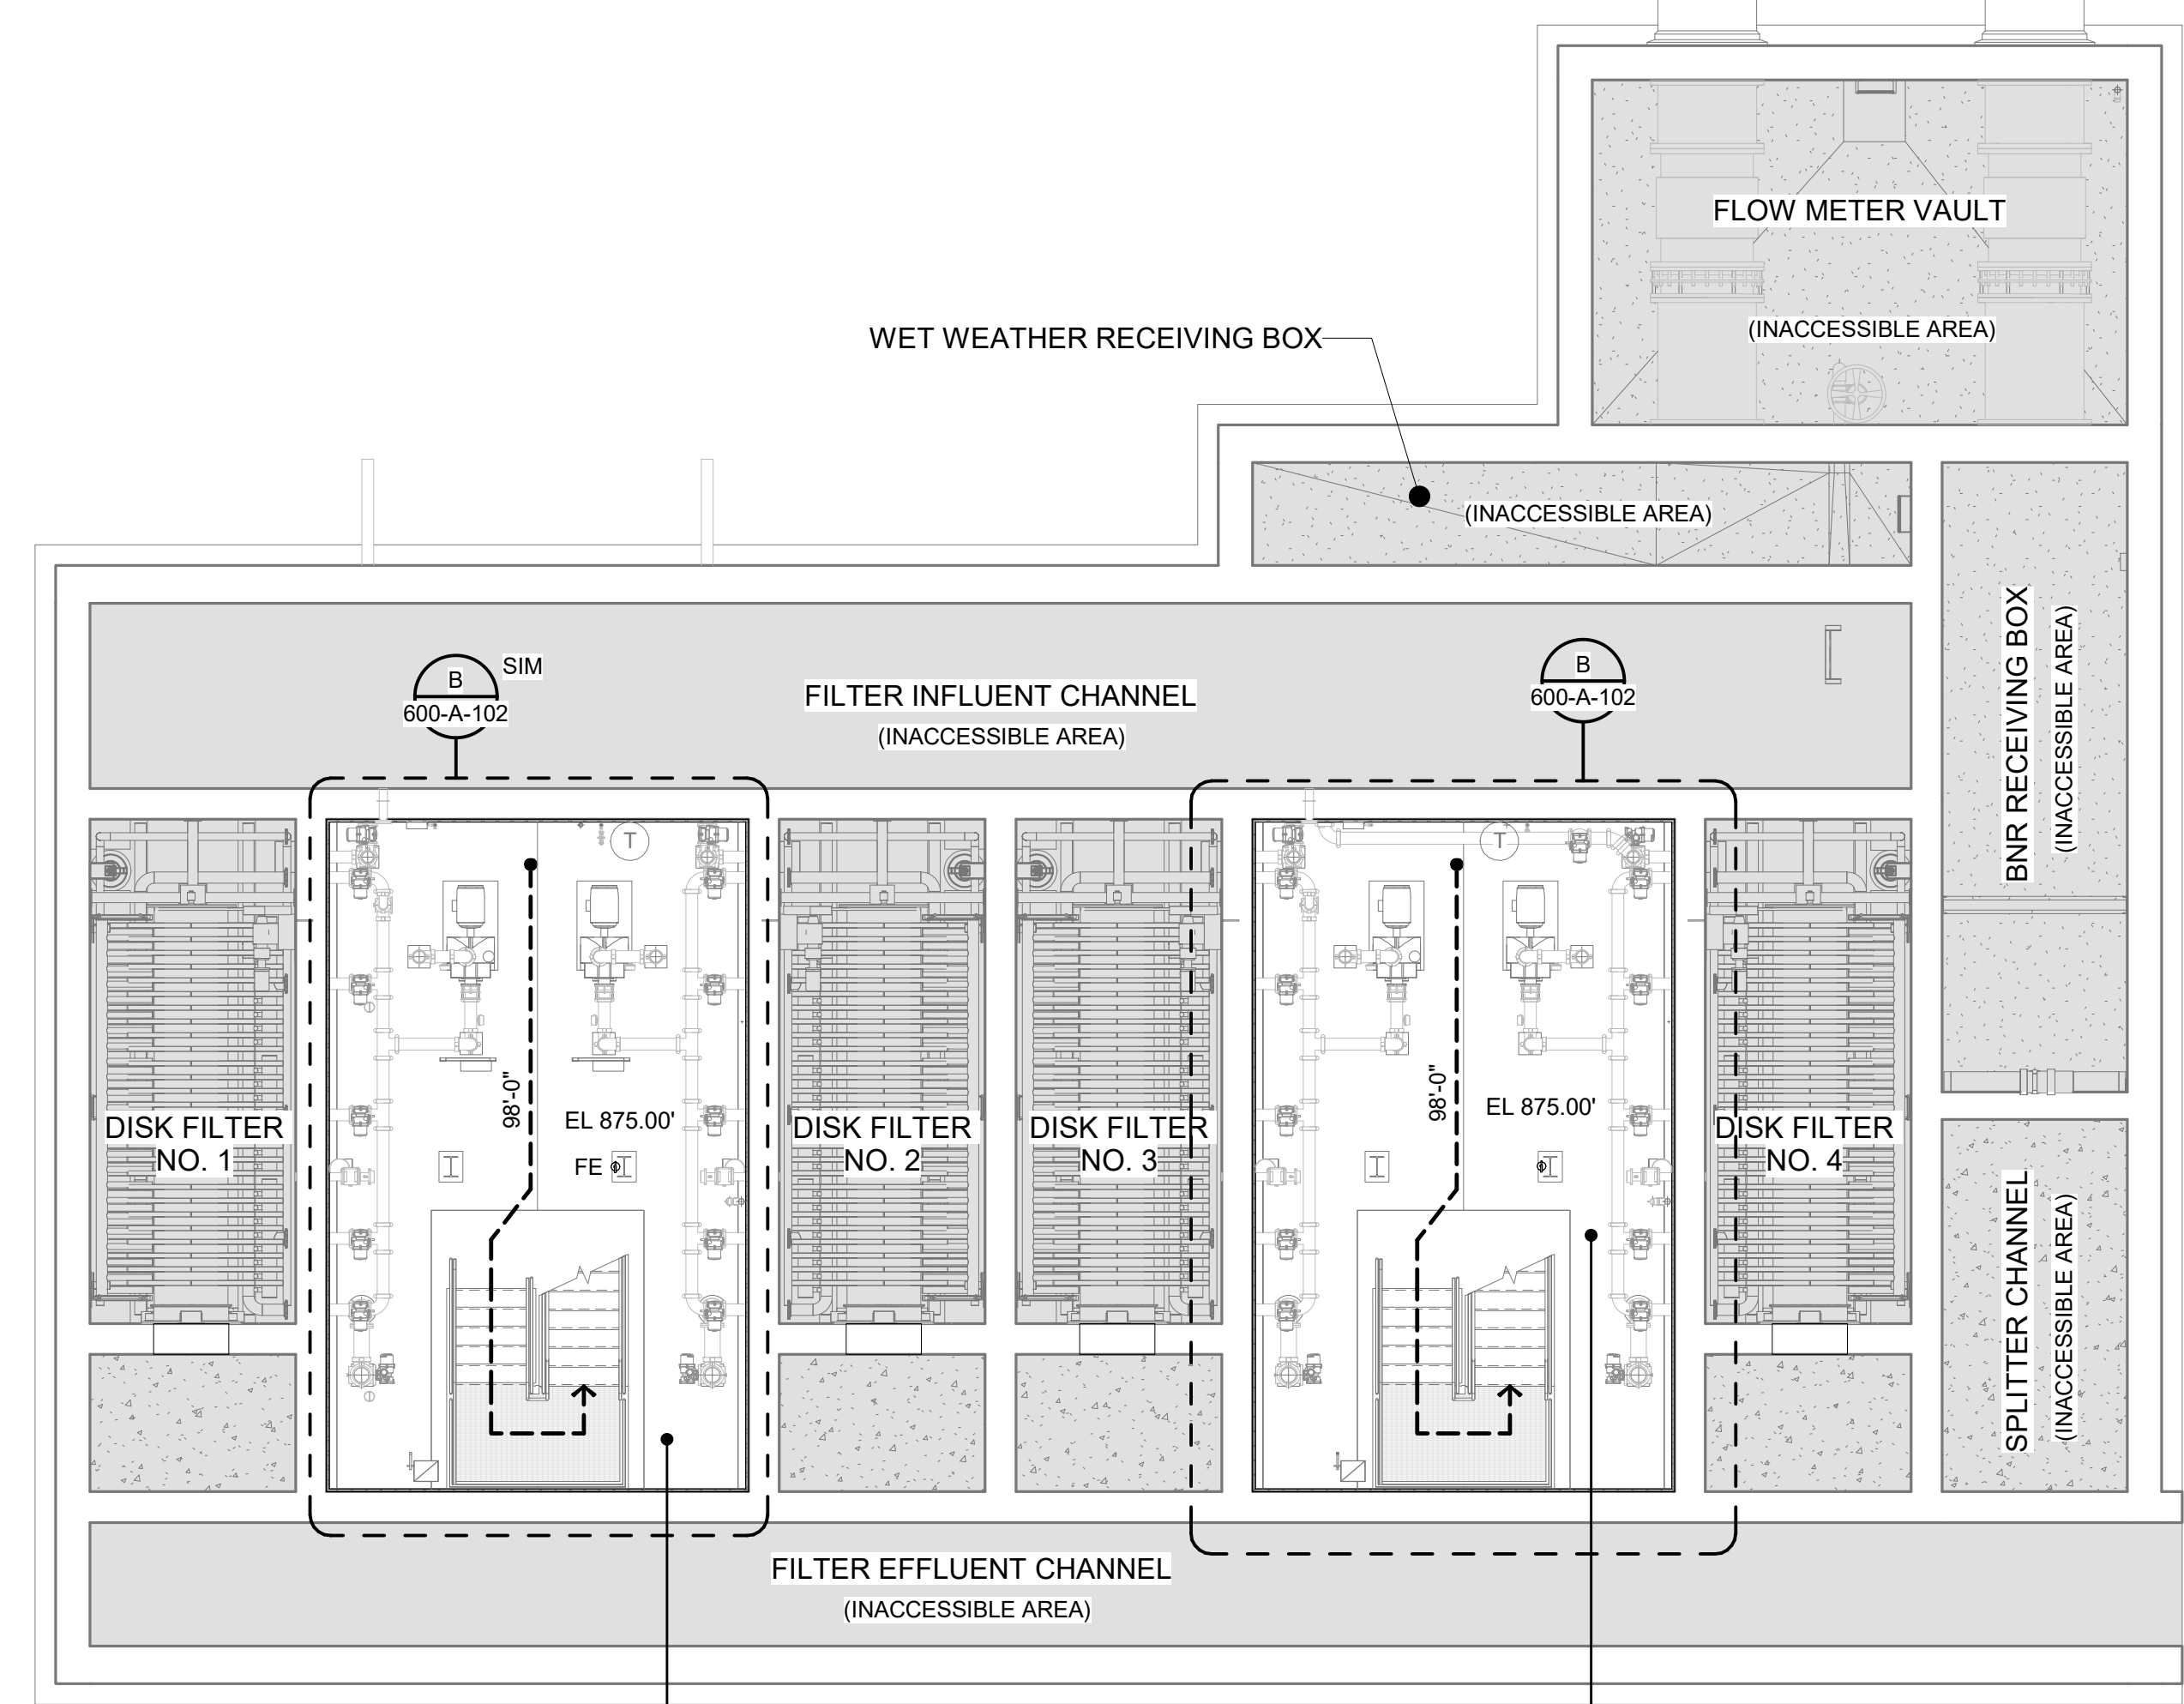 FLOW METER VAULT
(INACCESSIBLE AREA)
WET WEATHER RECEIVING BOX
(INACCESSIBLE AREA)
B
600-A-102
SIM
FILTER INFLUENT CHANNEL
(INACCESSIBLE AREA)
B
600-A-102
BNR RECEIVING BOX
(INACCESSIBLE AREA)
T
T
98'-0"
EL 875.00'
FE
98'-0"
EL 875.00'
DISK FILTER
NO. 1
DISK FILTER
NO. 2
DISK FILTER
NO. 3
DISK FILTER
NO. 4
SPLITTER CHANNEL
(INACCESSIBLE AREA)
FILTER EFFLUENT CHANNEL
(INACCESSIBLE AREA)